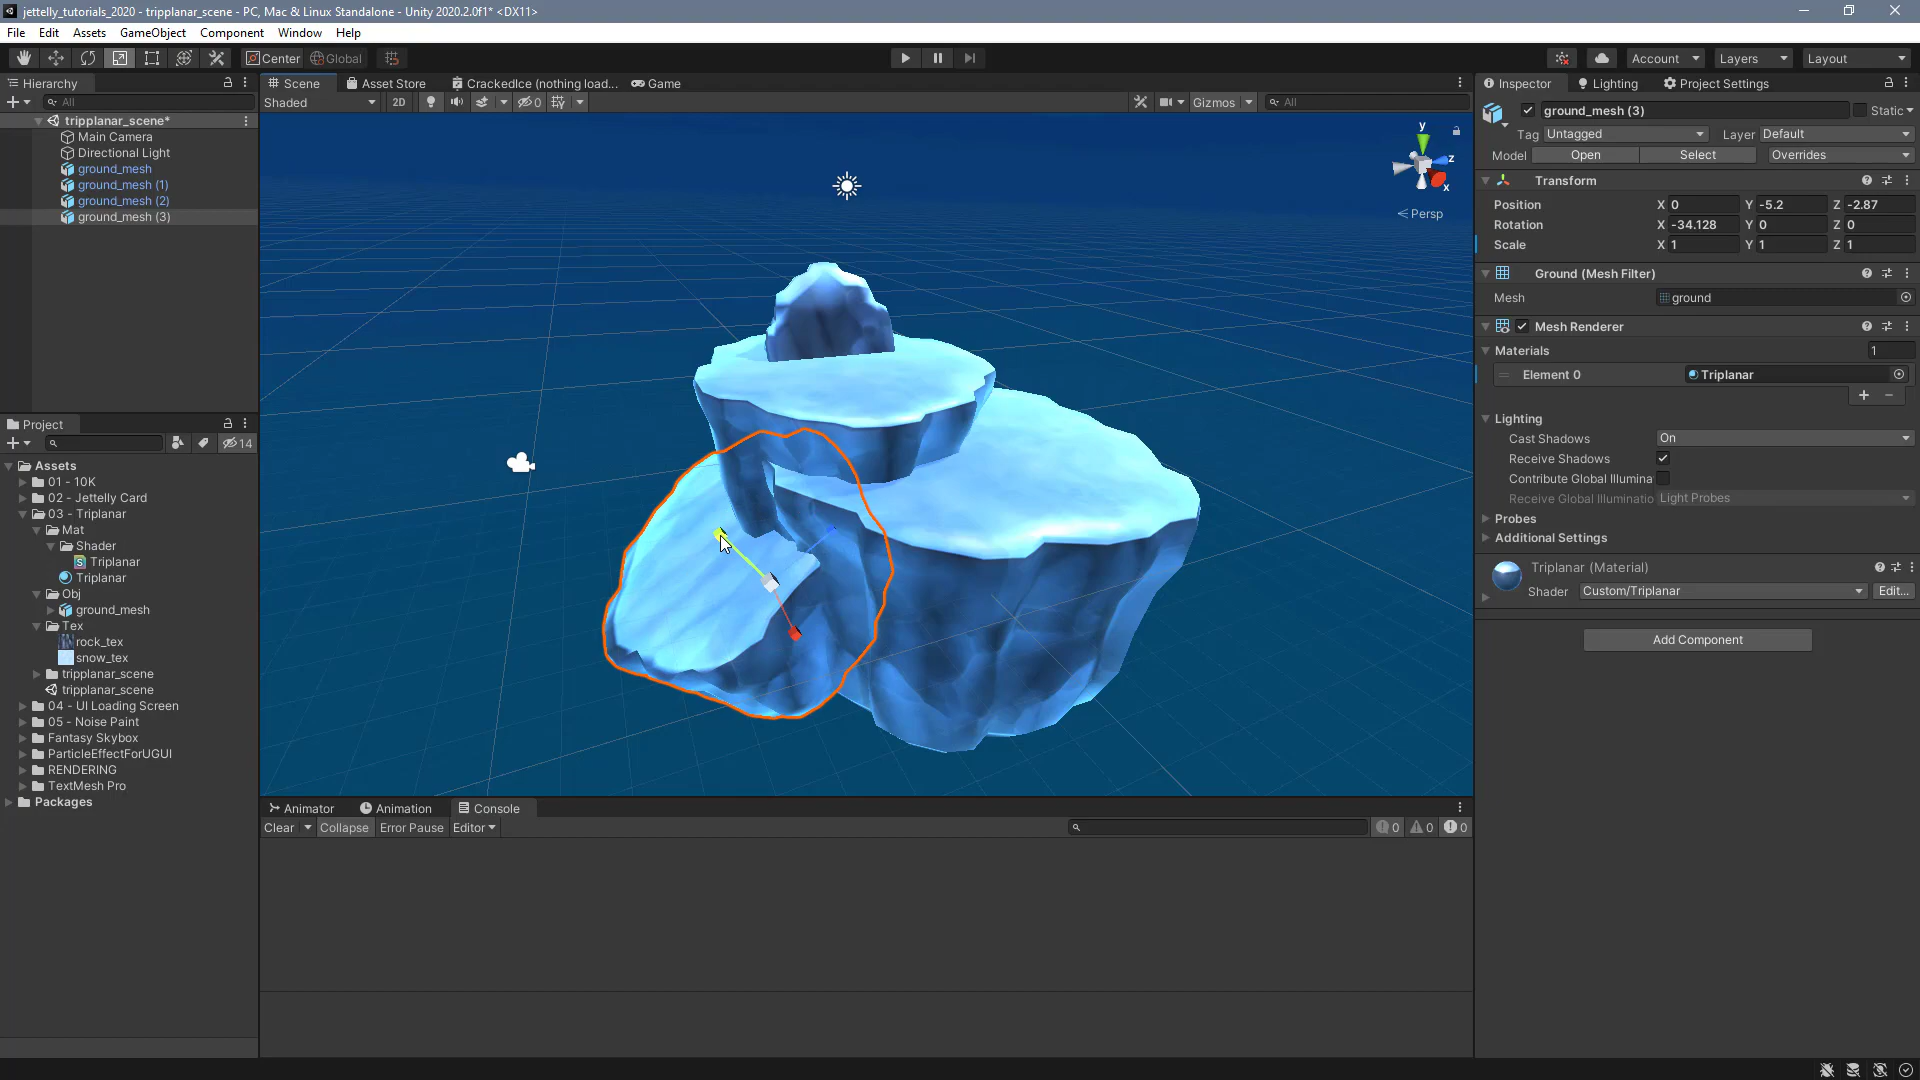 jettelly_tutorials_2020 - tripplanar_scene - PC, Mac & Linux Standalone - Unity 2020.2.0f1* <DX11>
File Edit Assets GameObject Component Window Help
Center Global Account Layers Layout
Hierarchy
All
tripplanar_scene*
Main Camera
Directional Light
ground_mesh
ground_mesh (1)
ground_mesh (2)
ground_mesh (3)
Project
14
Assets
01 - 10K
02 - Jettelly Card
03 - Triplanar
Mat
Shader
Triplanar
Triplanar
Obj
ground_mesh
Tex
rock_tex
snow_tex
tripplanar_scene
tripplanar_scene
04 - UI Loading Screen
05 - Noise Paint
Fantasy Skybox
ParticleEffectForUGUI
RENDERING
TextMesh Pro
Packages
Scene Asset Store CrackedIce (nothing load... Game
Shaded 2D 0 Gizmos All
y
z
x
Persp
Animator Animation Console
Clear Collapse Error Pause Editor 0 0 0
Inspector Lighting Project Settings
ground_mesh (3) Static
Tag Untagged Layer Default
Model Open Select Overrides
Transform
Position X 0 Y -5.2 Z -2.87
Rotation X -34.128 Y 0 Z 0
Scale X 1 Y 1 Z 1
Ground (Mesh Filter)
Mesh ground
Mesh Renderer
Materials 1
Element 0 Triplanar
Lighting
Cast Shadows On
Receive Shadows
Contribute Global Illumina
Receive Global Illuminatio Light Probes
Probes
Additional Settings
Triplanar (Material)
Shader Custom/Triplanar Edit...
Add Component